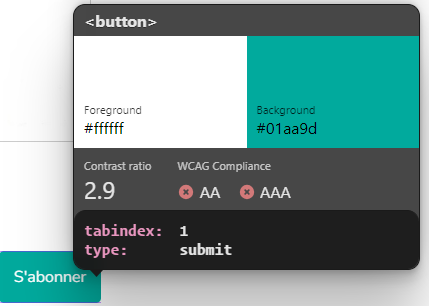 <button>
Foreground
#ffffff
Background
#01aa9d
Contrast ratio
2.9
WCAG Compliance
AA
AAA
tabindex: 1
type: submit
S'abonner